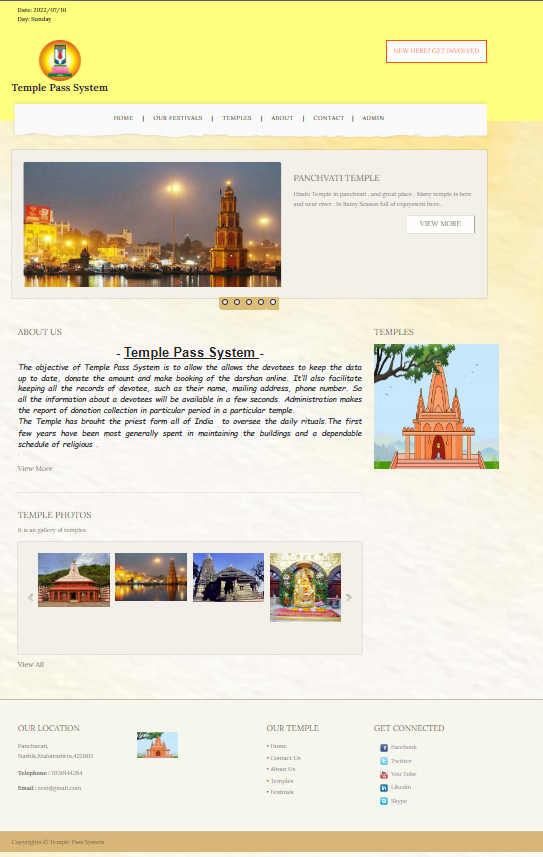 Date: 2022/07/10
Day: Sunday
NEW HERE? GET INVOLVED
Temple Pass System
HOME | OUR FESTIVALS | TEMPLES | ABOUT | CONTACT | ADMIN
PANCHVATI TEMPLE
Hindu Temple in panchvati , and great place . Many temple is here
and near river . In Rainy Season full of enjoyment here..
VIEW MORE
ABOUT US
- Temple Pass System -
The objective of Temple Pass System is to allow the allows the devotees to keep the data
up to date, donate the amount and make booking of the darshan online. It'll also facilitate
keeping all the records of devotee, such as their name, mailing address, phone number. So
all the information about a devotees will be available in a few seconds. Administration makes
the report of donation collection in particular period in a particular temple.
The Temple has brouht the priest form all of India to oversee the daily rituals.The first
few years have been most generally spent in maintaining the buildings and a dependable
schedule of religious .
View More
TEMPLES
TEMPLE PHOTOS
It is an gallery of temples.
View All
OUR LOCATION
Panchavati,
Nashik,Maharashtra,422003
Telephone : 7030144284
Email : test@gmail.com
OUR TEMPLE
• Home
• Contact Us
• About Us
• Temples
• Festivals
GET CONNECTED
Facebook
Twitter
You Tube
Likedin
Skype
Copyrights © Temple Pass System